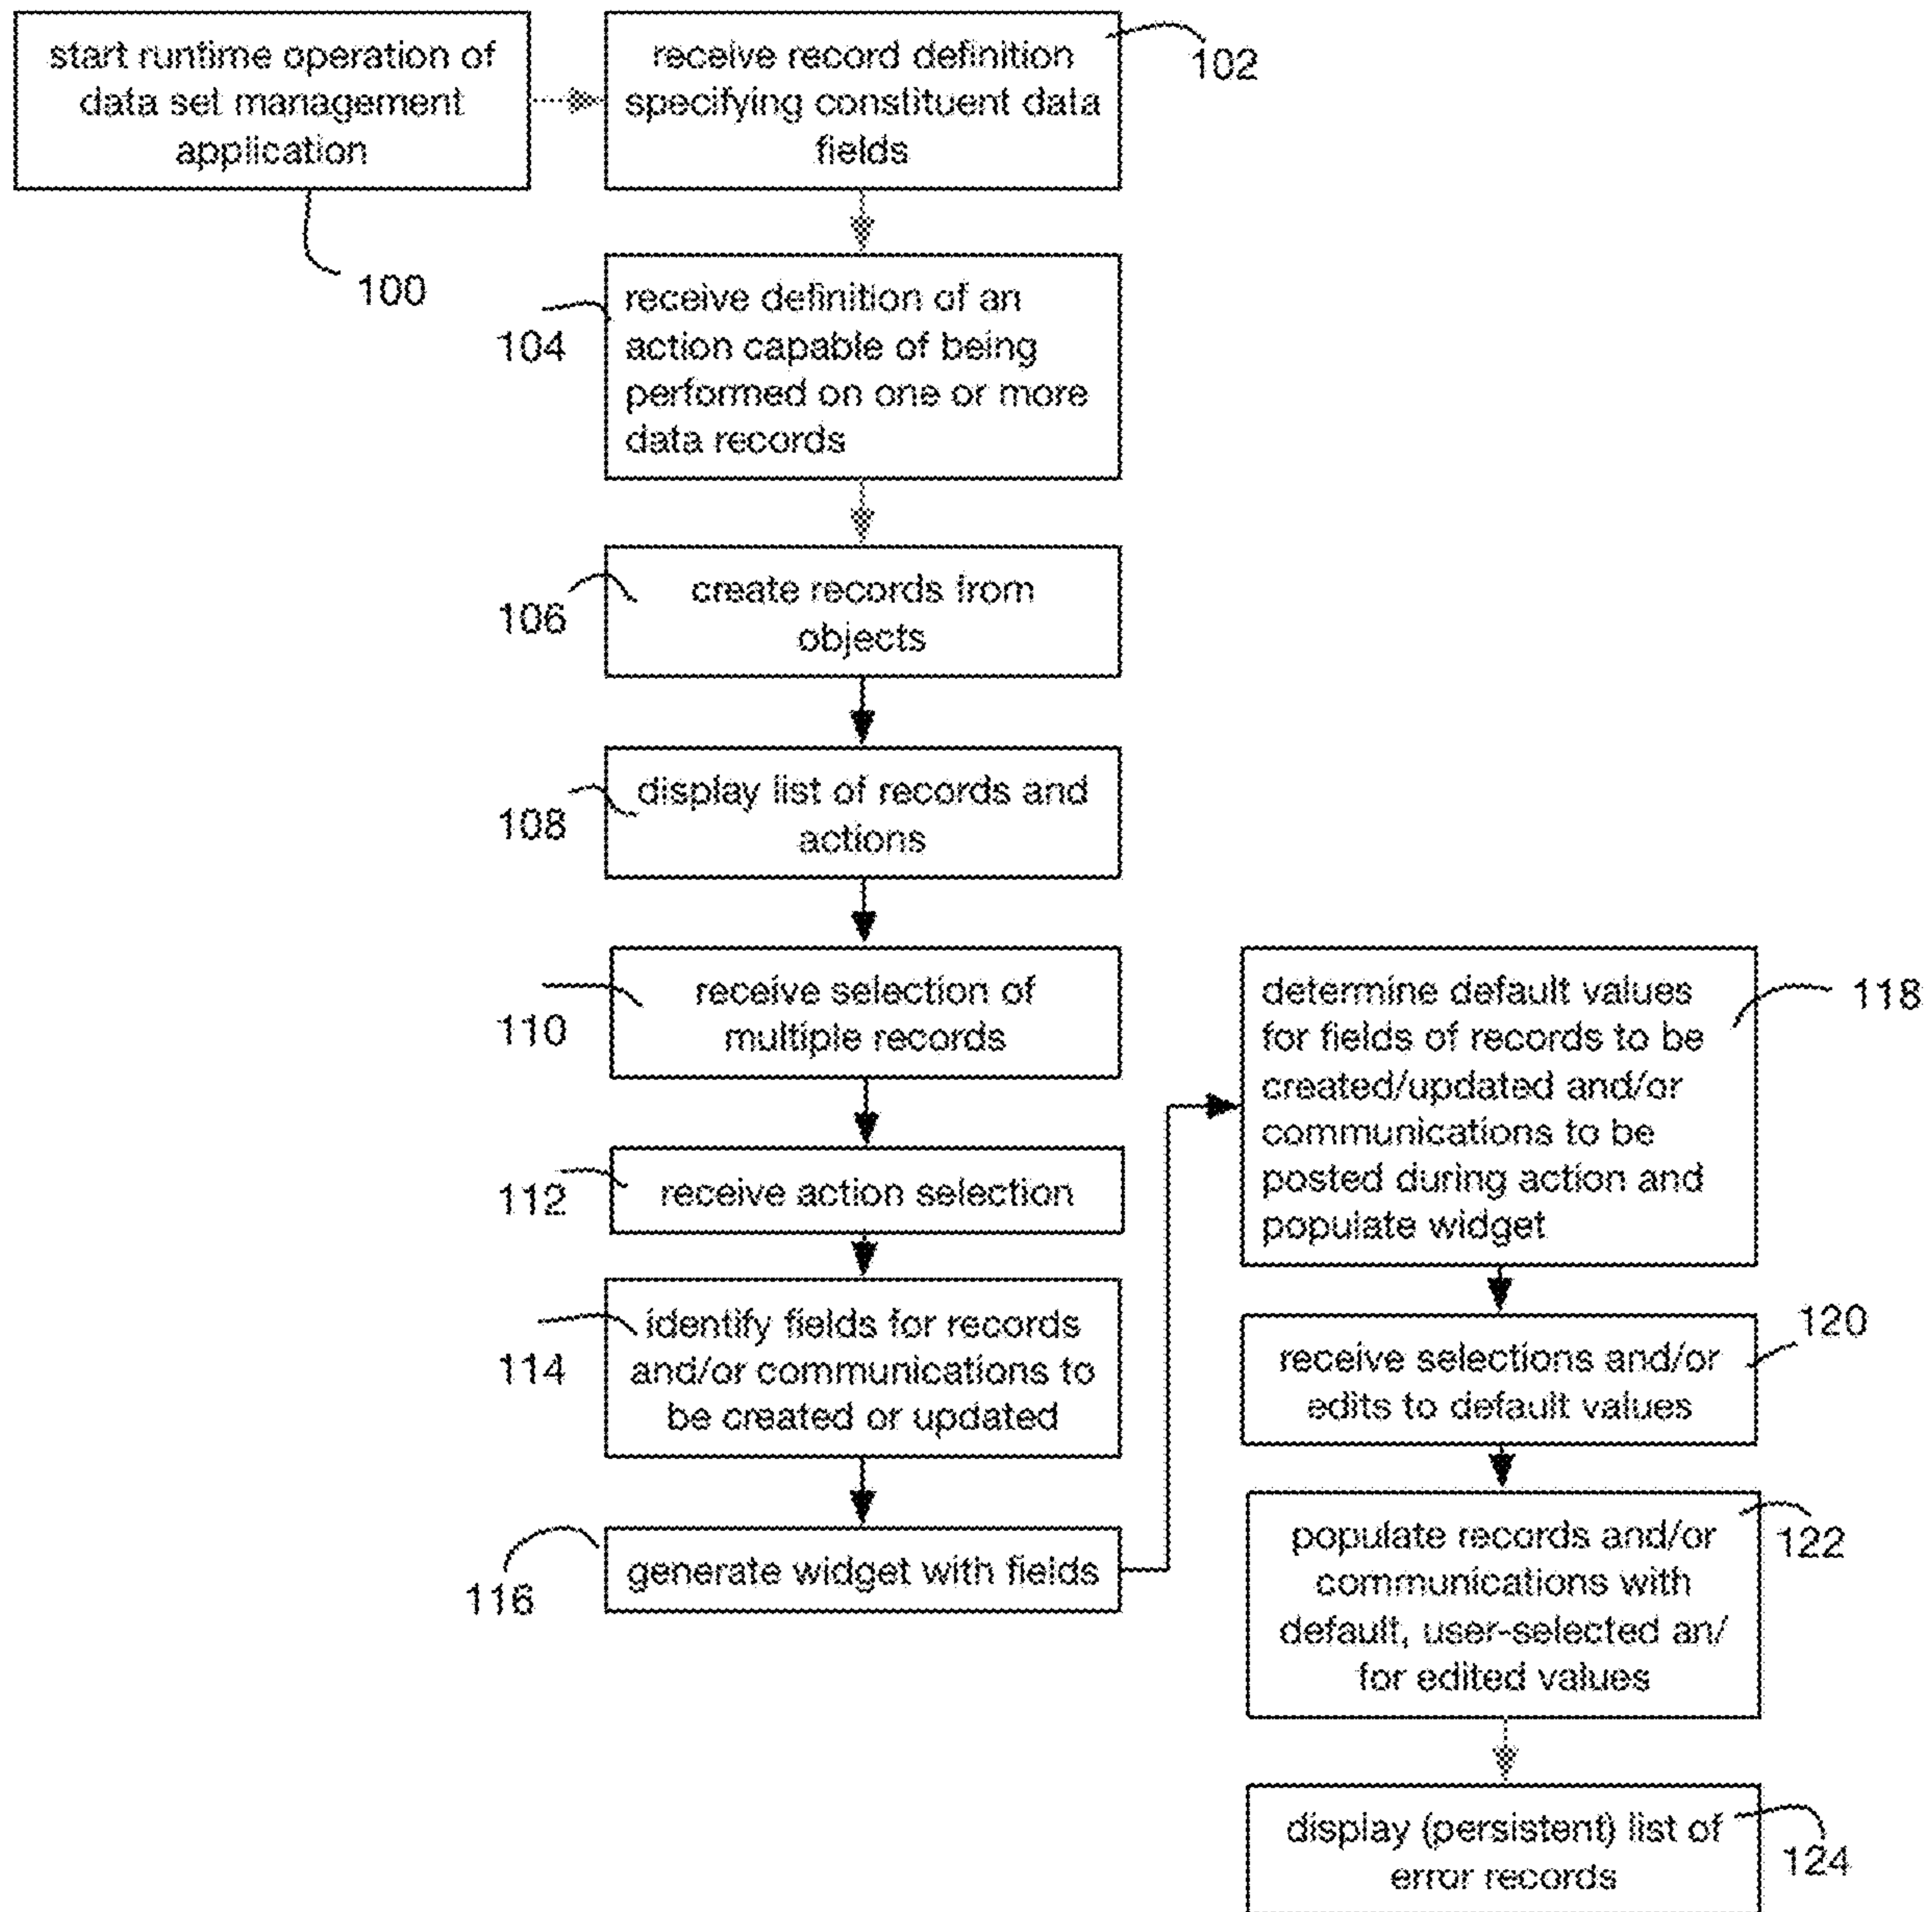 start runtime operation of
data set management
application
100
receive record definition
specifying constituent data
fields
102
receive definition of an
action capable of being
performed on one or more
data records
104
create records from
objects
106
display list of records and
actions
108
receive selection of
multiple records
110
receive action selection
112
identify fields for records
and/or communications to
be created or updated
114
generate widget with fields
116
determine default values
for fields of records to be
created/updated and/or
communications to be
posted during action and
populate widget
118
receive selections and/or
edits to default values
120
populate records and/or
communications with
default, user-selected an/
for edited values
122
display (persistent) list of
error records
124